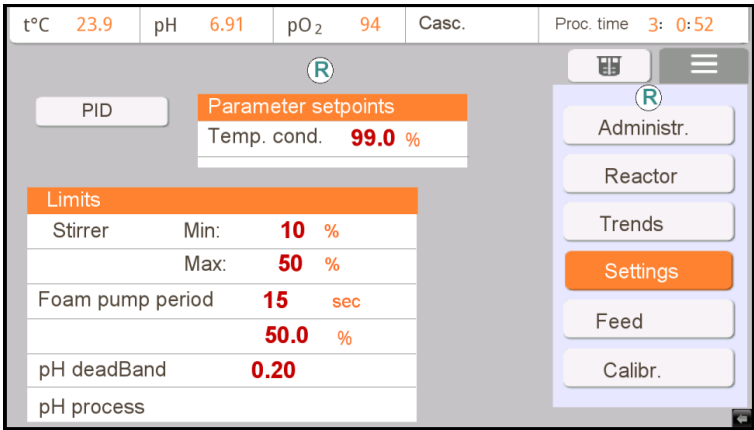 t°C 23.9 pH 6.91 pO2 94 Casc. Proc. time 3: 0:52
R
R
PID
Parameter setpoints
Temp. cond. 99.0 %
Administr.
Reactor
Limits
Stirrer Min: 10 %
Max: 50 %
Foam pump period 15 sec
50.0 %
pH deadBand 0.20
pH process
Trends
Settings
Feed
Calibr.